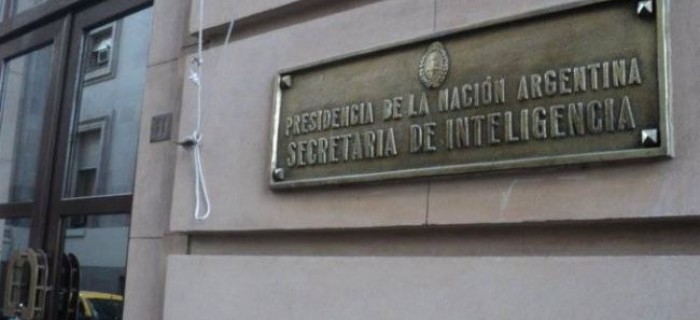 PRESIDENCIA DE LA NACIÓN ARGENTINA
SECRETARIA DE INTELIGENCIA